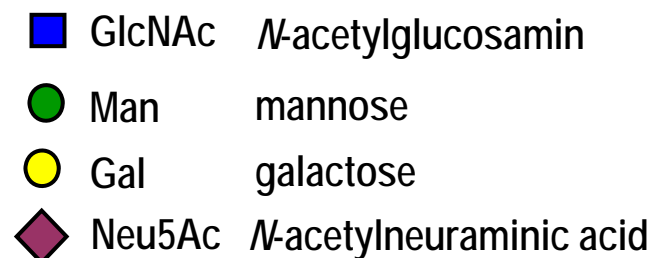 GlcNAc N-acetylglucosamin
Man mannose
Gal galactose
Neu5Ac N-acetylneuraminic acid